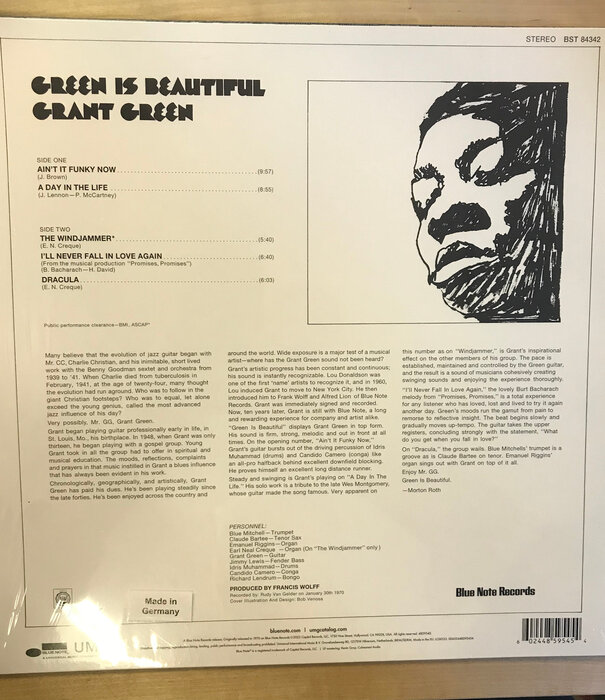 STEREO BST 84342
GREEN IS BEAUTIFUL
GRANT GREEN
SIDE ONE
AIN'T IT FUNKY NOW (9:57)
(J. Brown)
A DAY IN THE LIFE (8:55)
(J. Lennon—P. McCartney)
SIDE TWO
THE WINDJAMMER* (5:40)
(E. N. Creque)
I'LL NEVER FALL IN LOVE AGAIN (6:40)
(From the musical production "Promises, Promises")
(B. Bacharach—H. David)
DRACULA (6:03)
(E. N. Creque)
Public performance clearance—BMI, ASCAP*
Many believe that the evolution of jazz guitar began with
Mr. CC, Charlie Christian, and his inimitable, short lived
work with the Benny Goodman sextet and orchestra from
1939 to '41. When Charlie died from tuberculosis in
February, 1941, at the age of twenty-four, many thought
the evolution had run aground. Who was to follow in the
giant Christian footsteps? Who was to equal, let alone
exceed the young genius, called the most advanced
jazz influence of his day?
Very possibly, Mr. GG, Grant Green.
Grant began playing guitar professionally early in life, in
St. Louis, Mo., his birthplace. In 1948, when Grant was only
thirteen, he began playing with a gospel group. Young
Grant took in all the group had to offer in spiritual and
musical education. The moods, reflections, complaints
and prayers in that music instilled in Grant a blues influence
that has always been evident in his work.
Chronologically, geographically, and artistically, Grant
Green has paid his dues. He's been playing steadily since
the late forties. He's been enjoyed across the country and
around the world. Wide exposure is a major test of a musical
artist—where has the Grant Green sound not been heard?
Grant's artistic progress has been constant and continuous;
his sound is instantly recognizable. Lou Donaldson was
one of the first 'name' artists to recognize it, and in 1960,
Lou induced Grant to move to New York City. He then
introduced him to Frank Wolff and Alfred Lion of Blue Note
Records. Grant was immediately signed and recorded.
Now, ten years later, Grant is still with Blue Note, a long
and rewarding experience for company and artist alike.
"Green Is Beautiful" displays Grant Green in top form.
His sound is firm, strong, melodic and out in front at all
times. On the opening number, "Ain't It Funky Now,"
Grant's guitar bursts out of the driving percussion of Idris
Muhammad (drums) and Candido Camero (conga) like
an all-pro halfback behind excellent downfield blocking.
He proves himself an excellent long distance runner.
Steady and swinging is Grant's playing on "A Day In The
Life." His solo work is a tribute to the late Wes Montgomery,
whose guitar made the song famous. Very apparent on
this number as on "Windjammer," is Grant's inspirational
effect on the other members of his group. The pace is
established, maintained and controlled by the Green guitar,
and the result is a sound of musicians cohesively creating
swinging sounds and enjoying the experience thoroughly.
"I'll Never Fall In Love Again," the lovely Burt Bacharach
melody from "Promises, Promises," is a total experience
for any listener who has loved, lost and lived to try it again
another day. Green's moods run the gamut from pain to
remorse to reflective insight. The beat begins slowly and
gradually moves up-tempo. The guitar takes the upper
registers, concluding strongly with the statement, "What
do you get when you fall in love?"
On "Dracula," the group wails. Blue Mitchells' trumpet is a
groove as is Claude Bartee on tenor. Emanuel Riggins'
organ sings out with Grant on top of it all.
Enjoy Mr. GG.
Green Is Beautiful.
—Morton Roth
PERSONNEL:
Blue Mitchell—Trumpet
Claude Bartee—Tenor Sax
Emanuel Riggins—Organ
Earl Neal Creque —Organ (On "The Windjammer" only)
Grant Green—Guitar
Jimmy Lewis—Fender Bass
Idris Muhammad—Drums
Candido Camero—Conga
Richard Lendrum—Bongo
PRODUCED BY FRANCIS WOLFF
Recorded by: Rudy Van Gelder on January 30th 1970
Cover Illustration And Design: Bob Venosa
Blue Note Records
Made in
Germany
bluenote.com | umgcatalog.com
BLUE NOTE
UM
6 02448 59545 4